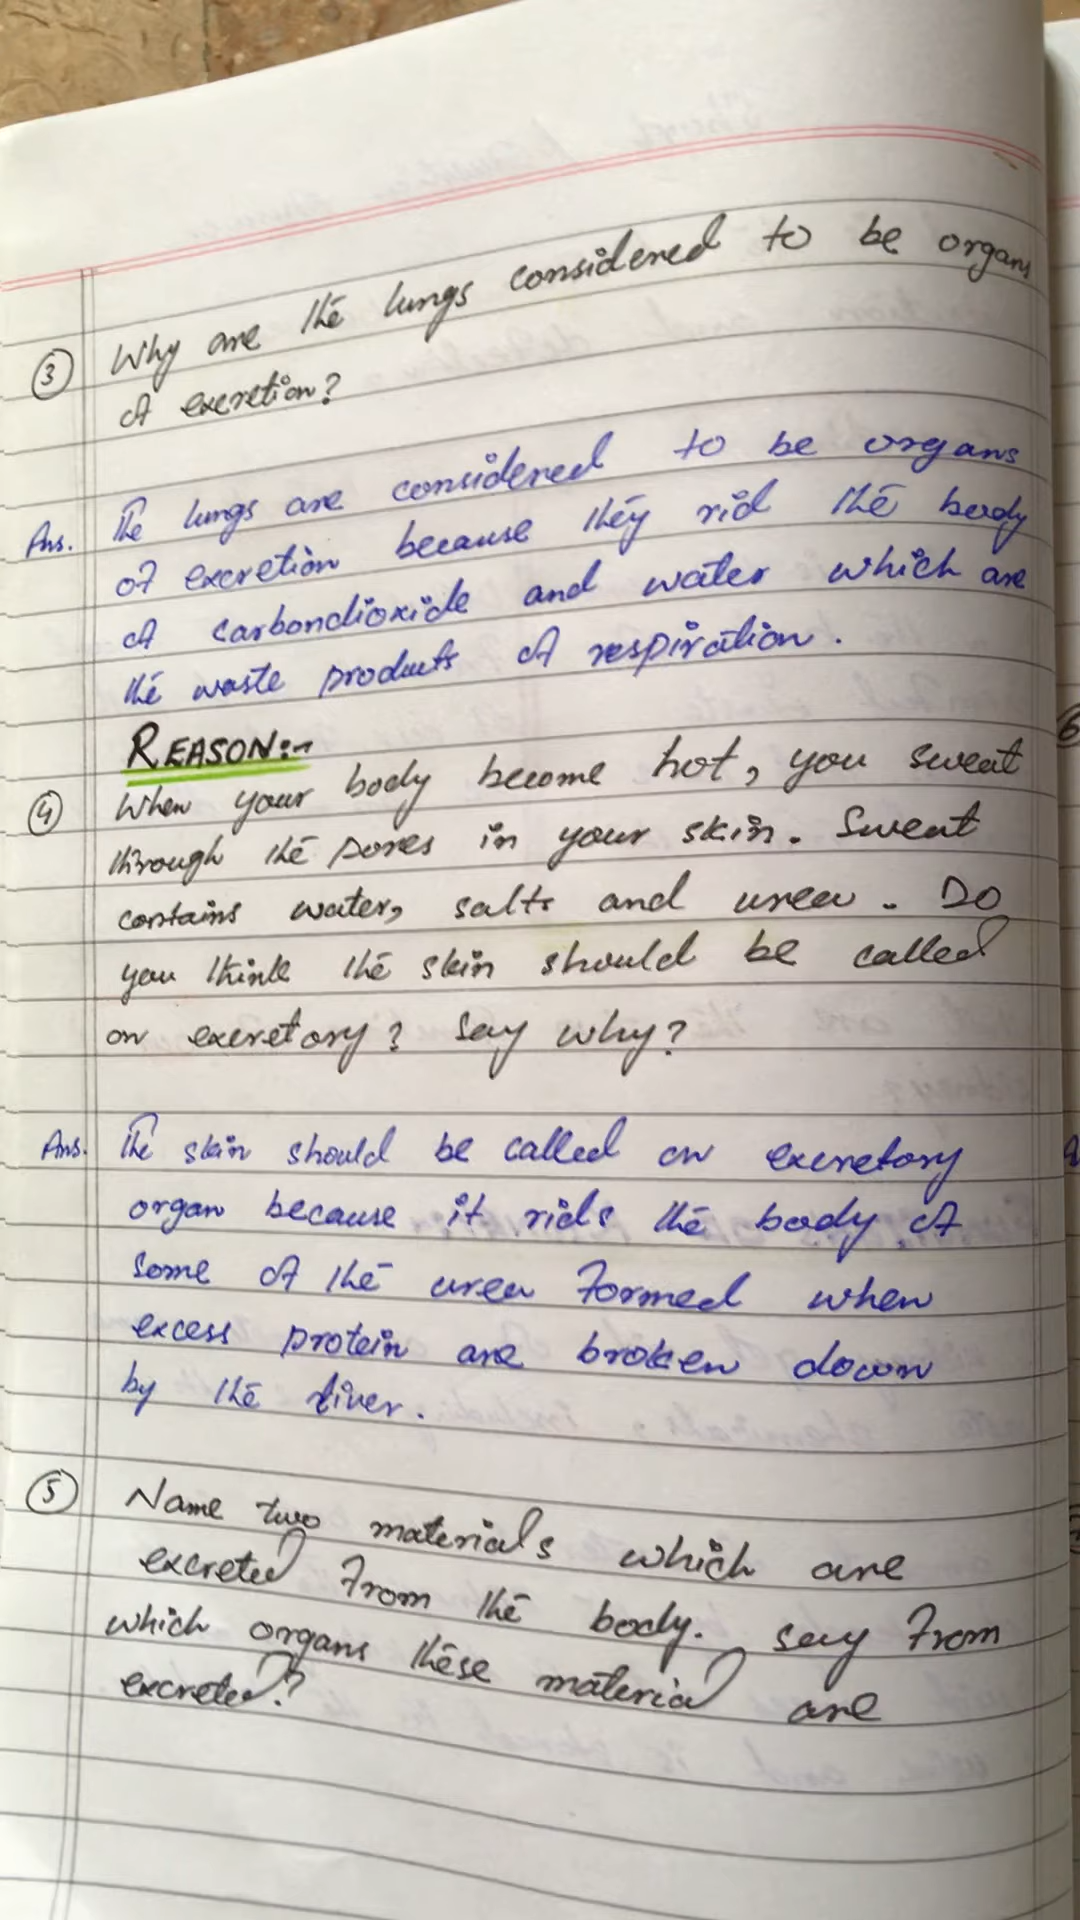 ③ Why are the lungs considered to be organs
of excretion?
Ans. The lungs are considered to be organs
of excretion because they rid the body
of carbondioxide and water which are
the waste products of respiration.
REASON:-
④ When your body become hot, you sweat
through the pores in your skin. Sweat
contains water, salts and urea. Do
you think the skin should be called
an excretory? Say why?
Ans. The skin should be called an excretory
organ because it rids the body of
some of the urea formed when
excess protein are broken down
by the liver.
⑤ Name two materials which are
excreted from the body. Say from
which organs these material are
excreted?